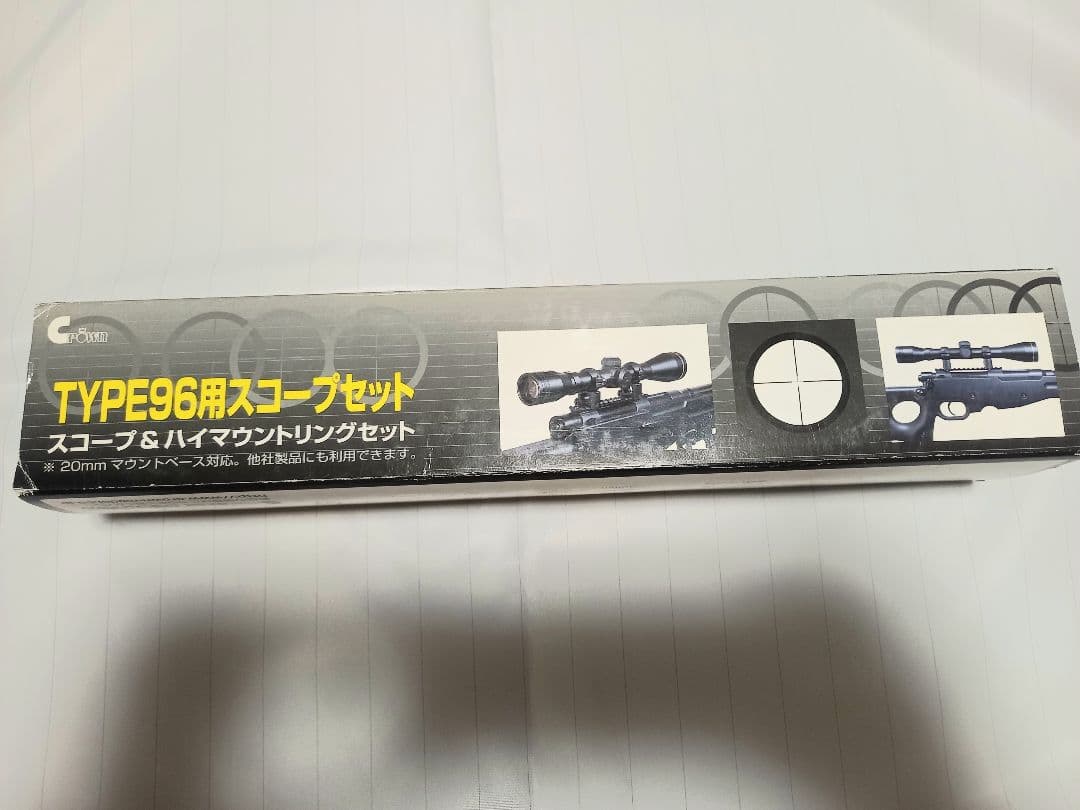 Crown
TYPE96用スコープセット
スコープ&ハイマウントリングセット
※ 20mm マウントベース対応。他社製品にも利用できます。